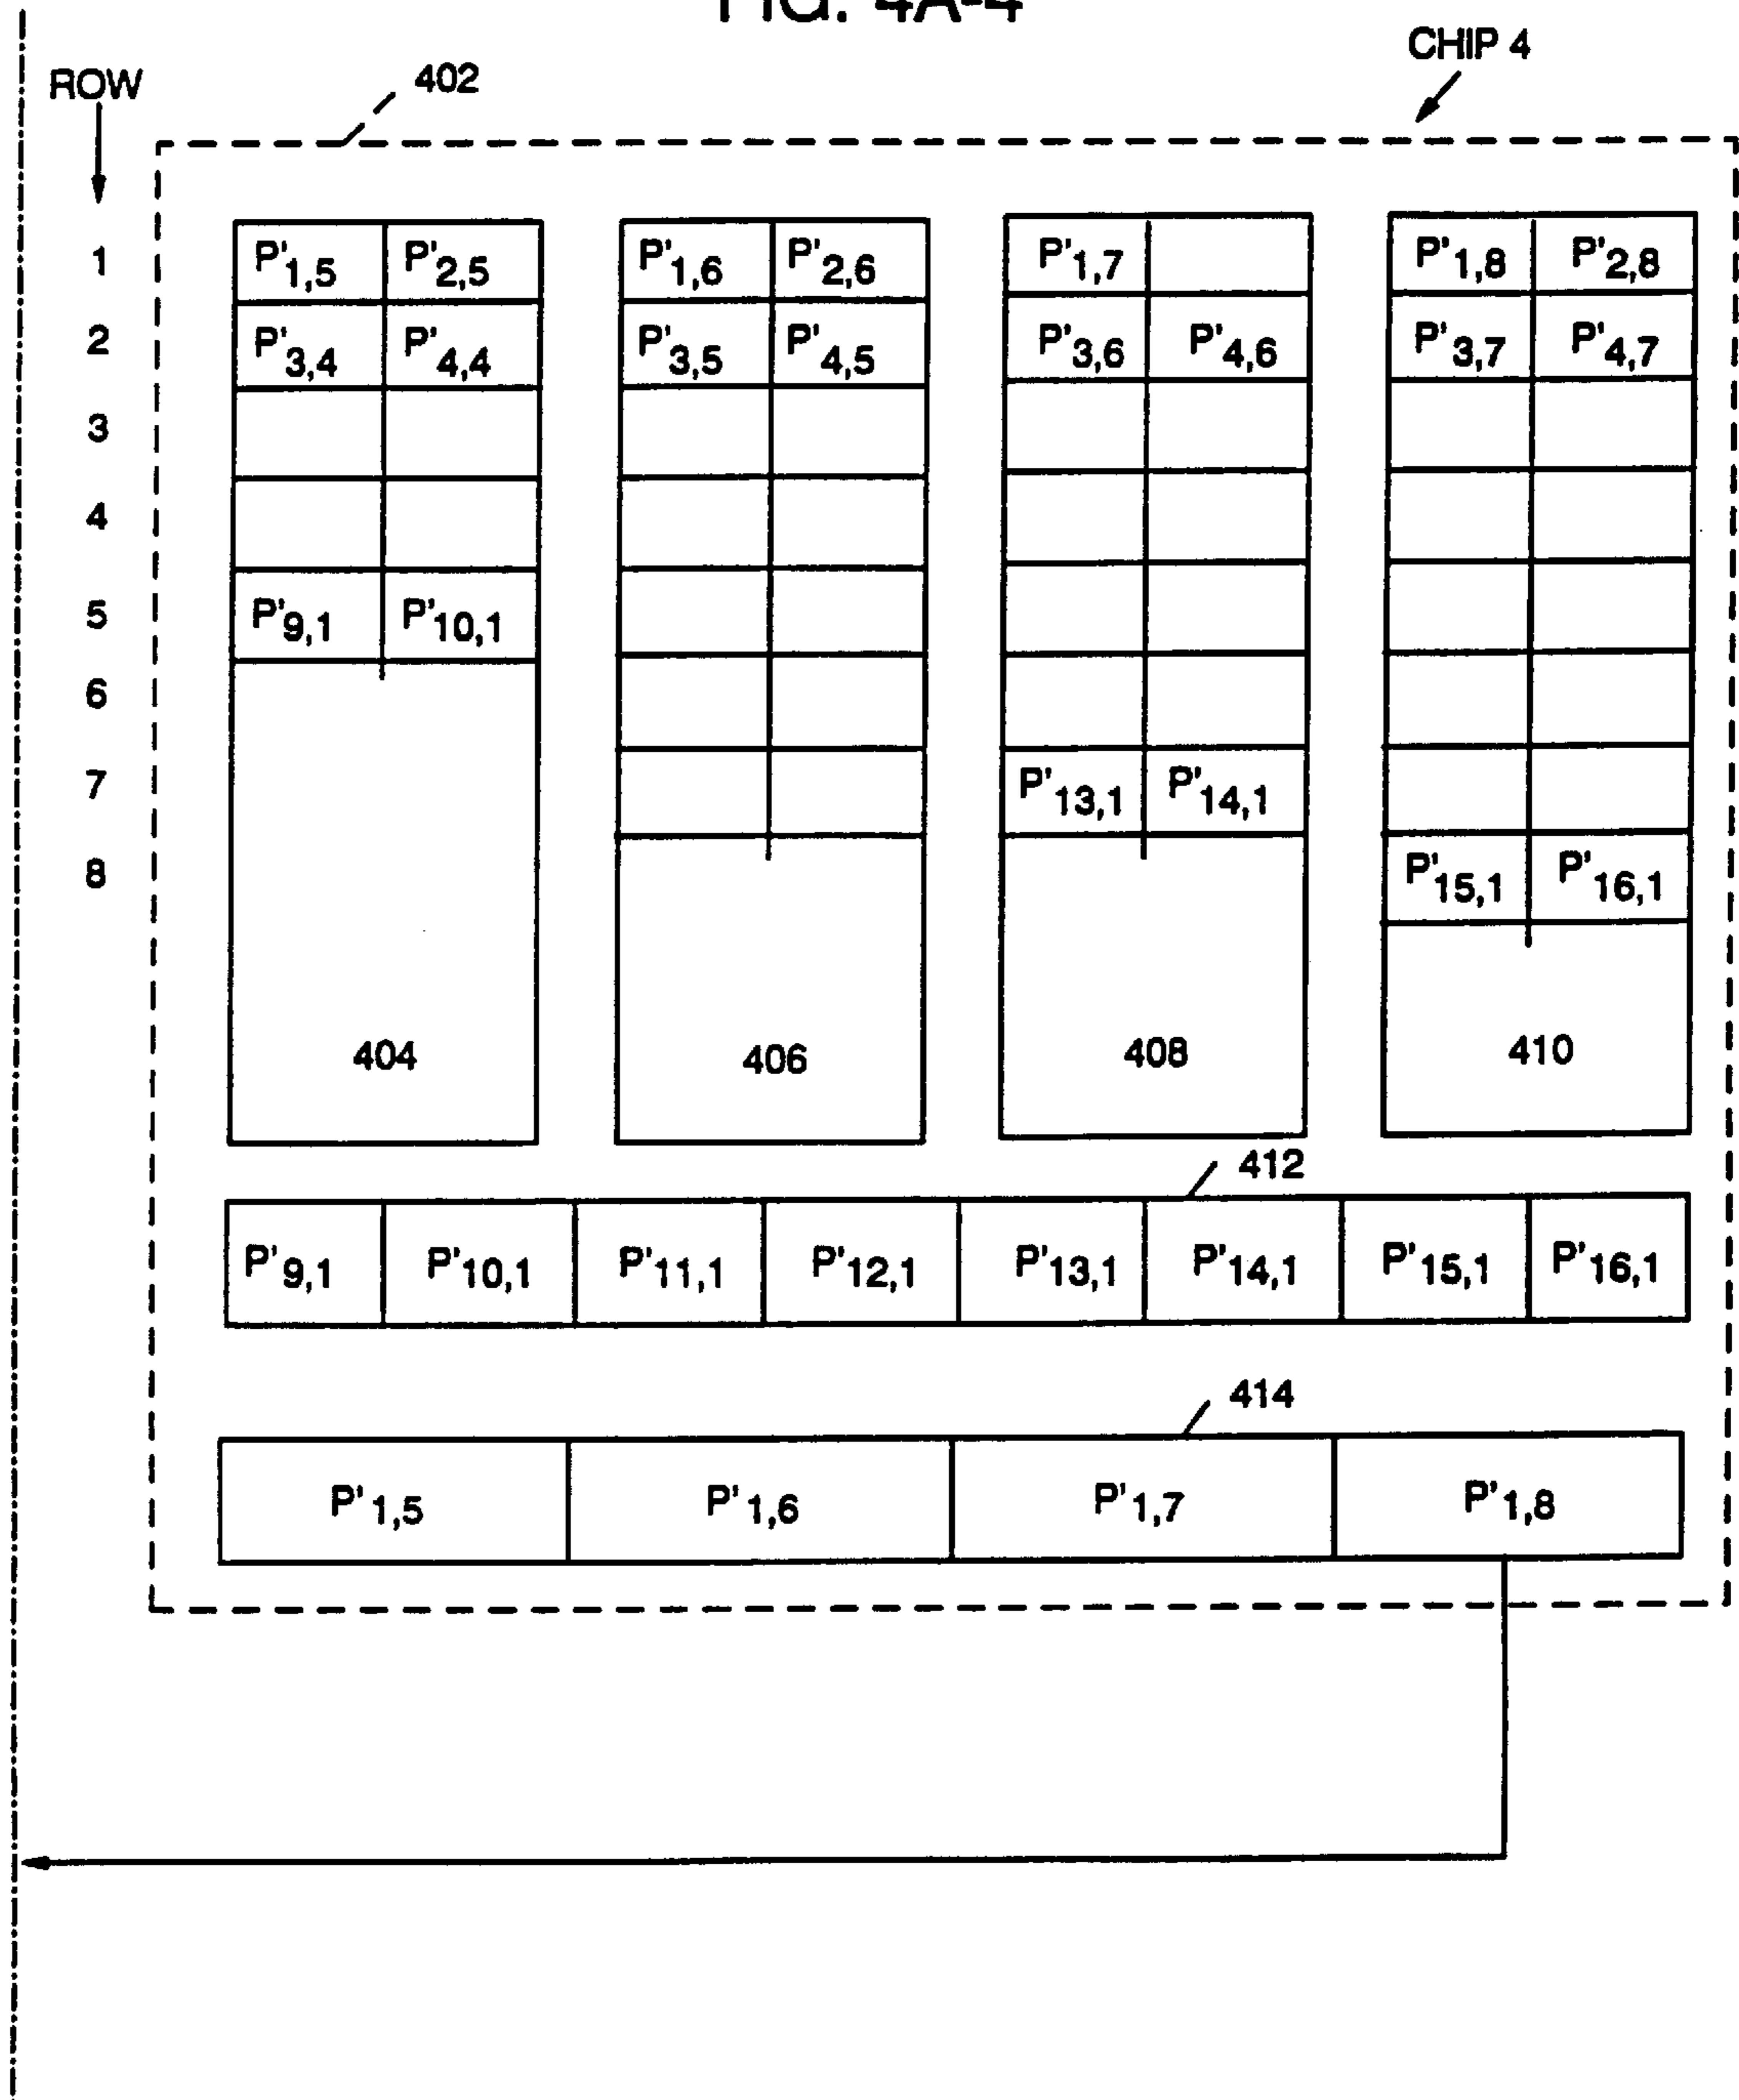 FIG. 4A-4
CHIP 4
ROW
402
1 P'1,5 P'2,5 P'1,6 P'2,6 P'1,7 P'1,8 P'2,8
2 P'3,4 P'4,4 P'3,5 P'4,5 P'3,6 P'4,6 P'3,7 P'4,7
3
4
5 P'9,1 P'10,1
6
7 P'13,1 P'14,1
8 P'15,1 P'16,1
404 406 408 410
412
P'9,1 P'10,1 P'11,1 P'12,1 P'13,1 P'14,1 P'15,1 P'16,1
414
P'1,5 P'1,6 P'1,7 P'1,8